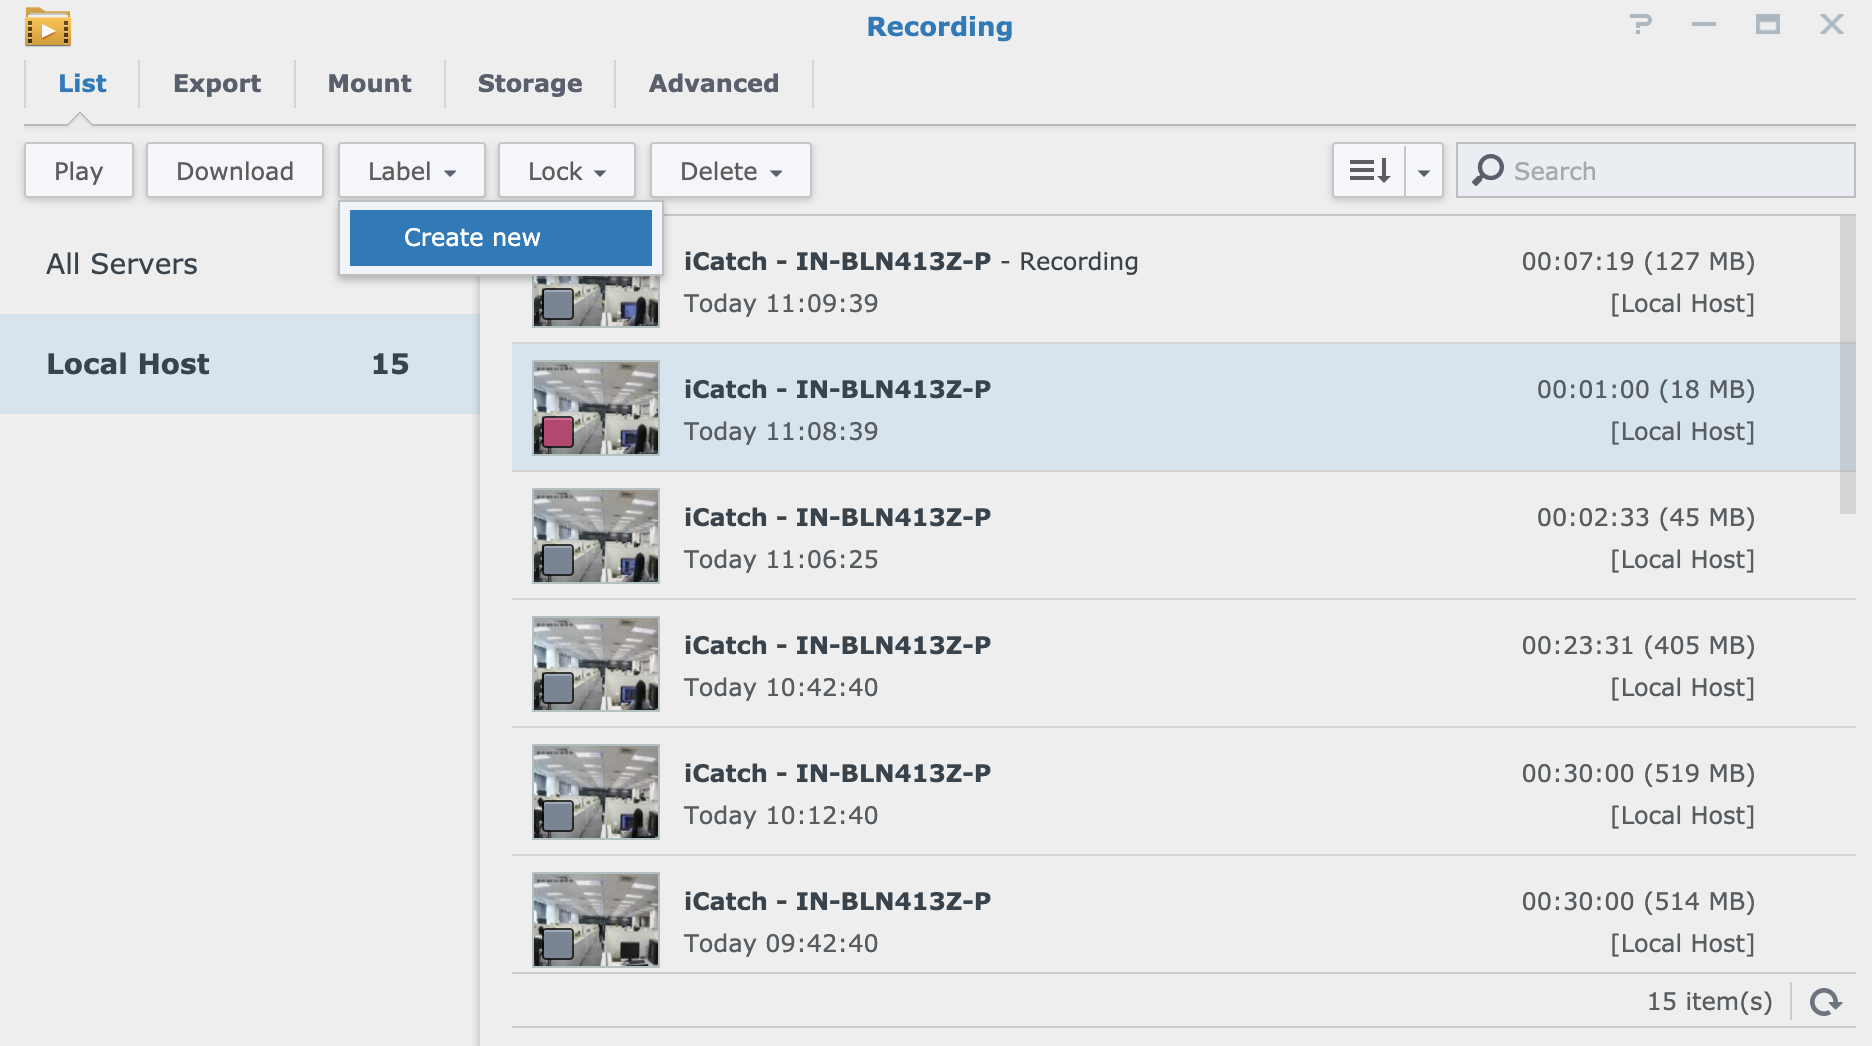 Recording
List
Export
Mount
Storage
Advanced
Play
Download
Label
Lock
Delete
Search
Create new
All Servers
Local Host 15
iCatch - IN-BLN413Z-P - Recording 00:07:19 (127 MB)
Today 11:09:39 [Local Host]
iCatch - IN-BLN413Z-P 00:01:00 (18 MB)
Today 11:08:39 [Local Host]
iCatch - IN-BLN413Z-P 00:02:33 (45 MB)
Today 11:06:25 [Local Host]
iCatch - IN-BLN413Z-P 00:23:31 (405 MB)
Today 10:42:40 [Local Host]
iCatch - IN-BLN413Z-P 00:30:00 (519 MB)
Today 10:12:40 [Local Host]
iCatch - IN-BLN413Z-P 00:30:00 (514 MB)
Today 09:42:40 [Local Host]
15 item(s)